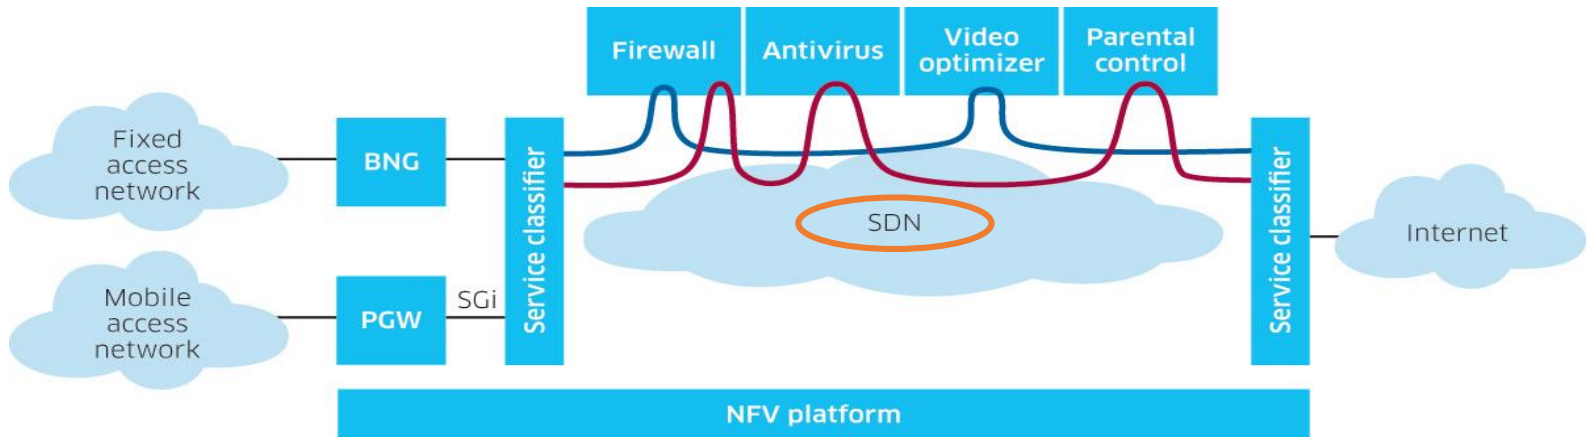 Firewall
Antivirus
Video
optimizer
Parental
control
Fixed
access
network
BNG
Service classifier
SDN
Service classifier
Internet
Mobile
access
network
PGW
SGi
NFV platform